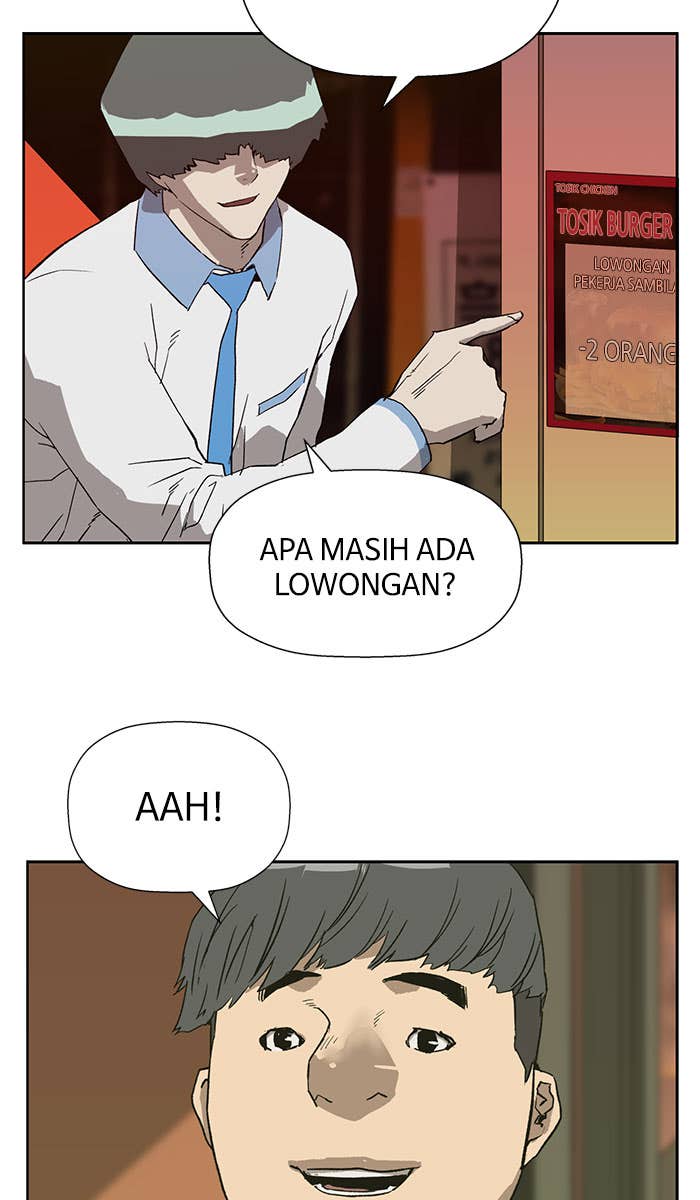 TOSIK CHICKEN
TOSIK BURGER
LOWONGAN
PEKERJA SAMBILA
-2 ORANG
APA MASIH ADA
LOWONGAN?
AAH!